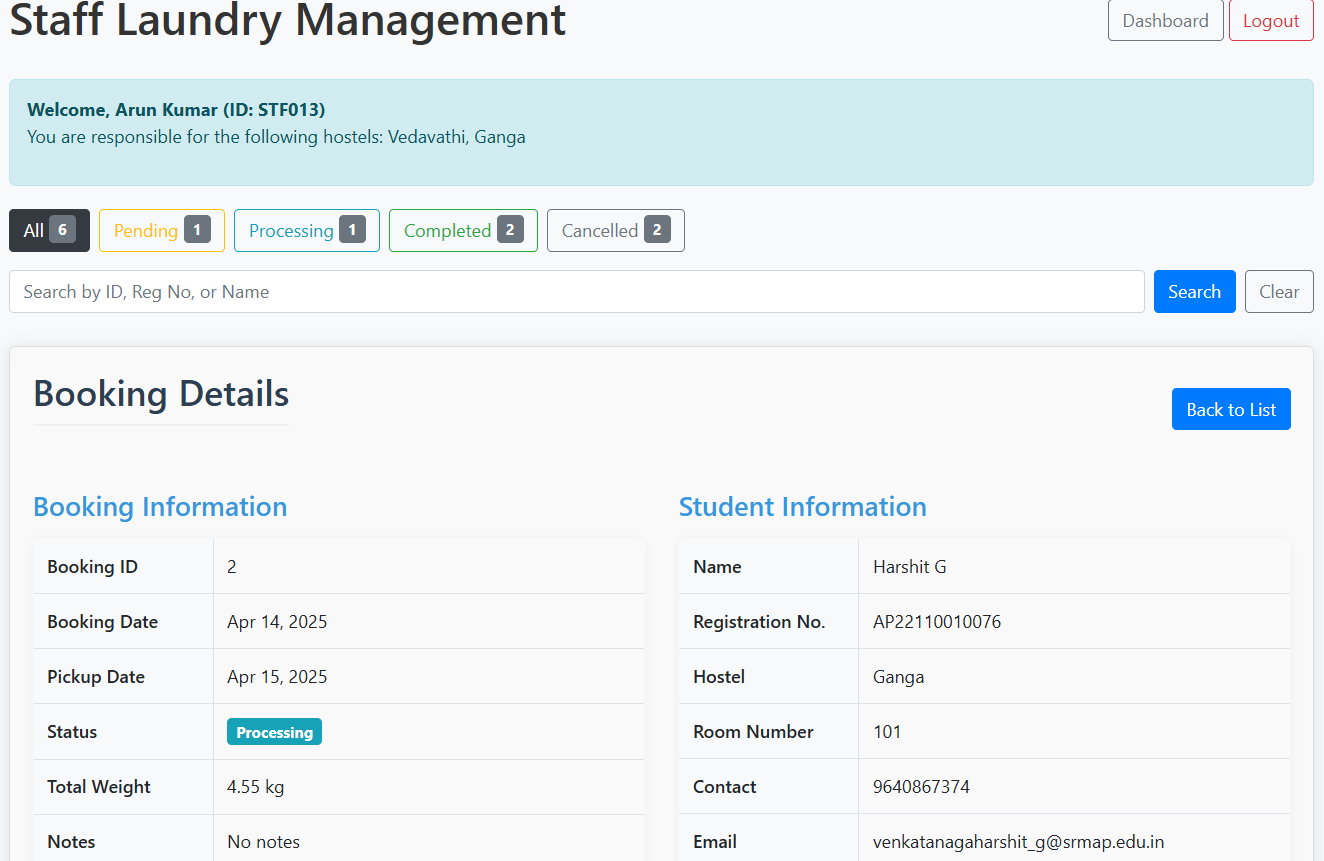 Staff Laundry Management
Dashboard
Logout
Welcome, Arun Kumar (ID: STF013)
You are responsible for the following hostels: Vedavathi, Ganga
All 6
Pending 1
Processing 1
Completed 2
Cancelled 2
Search by ID, Reg No, or Name
Search
Clear
Booking Details
Back to List
Booking Information
Booking ID 2
Booking Date Apr 14, 2025
Pickup Date Apr 15, 2025
Status Processing
Total Weight 4.55 kg
Notes No notes
Student Information
Name Harshit G
Registration No. AP22110010076
Hostel Ganga
Room Number 101
Contact 9640867374
Email venkatanagaharshit_g@srmap.edu.in